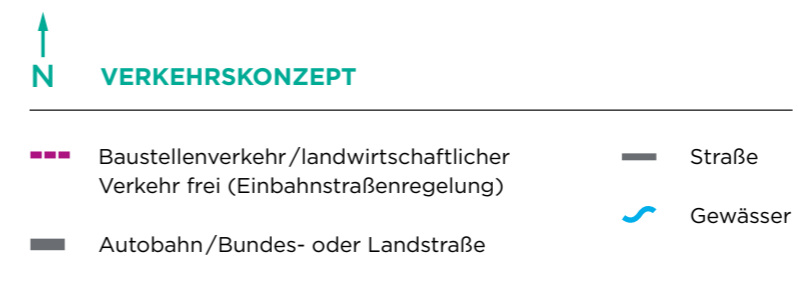 N VERKEHRSKONZEPT
Baustellenverkehr/landwirtschaftlicher
Verkehr frei (Einbahnstraßenregelung)
Autobahn/Bundes- oder Landstraße
Straße
Gewässer